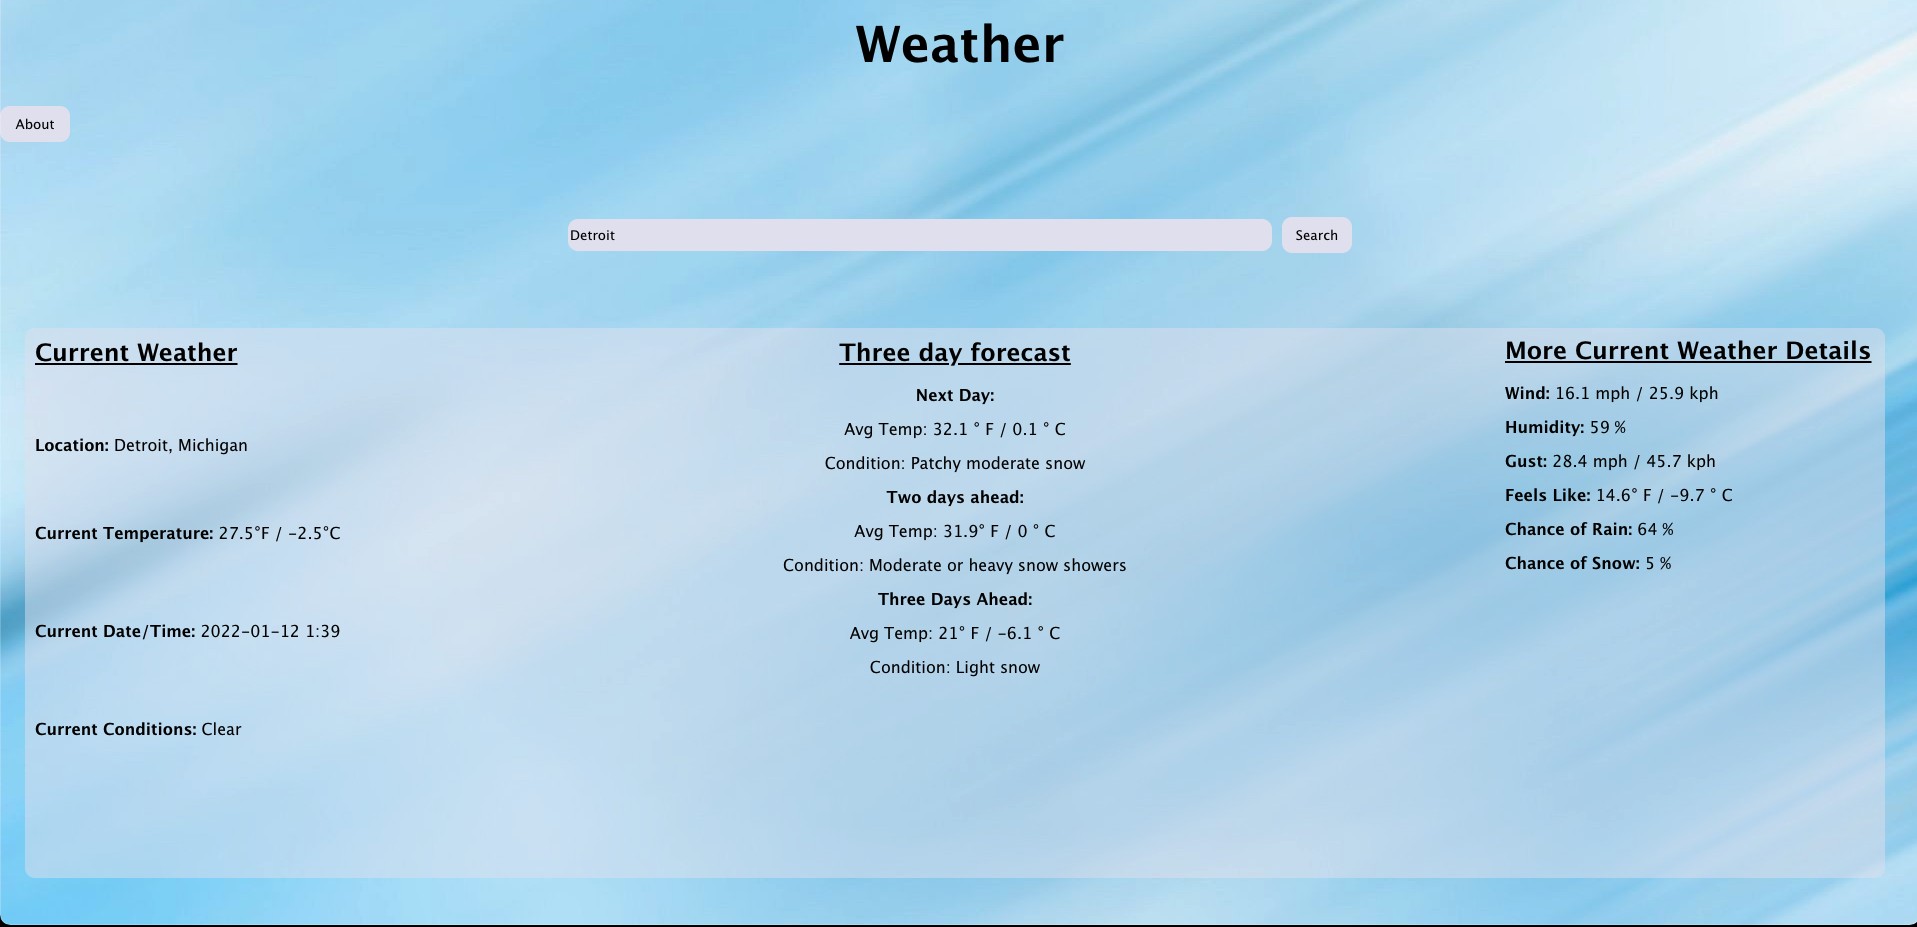 Weather
About
Detroit
Search
Current Weather
Location: Detroit, Michigan
Current Temperature: 27.5°F / -2.5°C
Current Date/Time: 2022-01-12 1:39
Current Conditions: Clear
Three day forecast
Next Day:
Avg Temp: 32.1 ° F / 0.1 ° C
Condition: Patchy moderate snow
Two days ahead:
Avg Temp: 31.9° F / 0 ° C
Condition: Moderate or heavy snow showers
Three Days Ahead:
Avg Temp: 21° F / -6.1 ° C
Condition: Light snow
More Current Weather Details
Wind: 16.1 mph / 25.9 kph
Humidity: 59 %
Gust: 28.4 mph / 45.7 kph
Feels Like: 14.6° F / -9.7 ° C
Chance of Rain: 64 %
Chance of Snow: 5 %